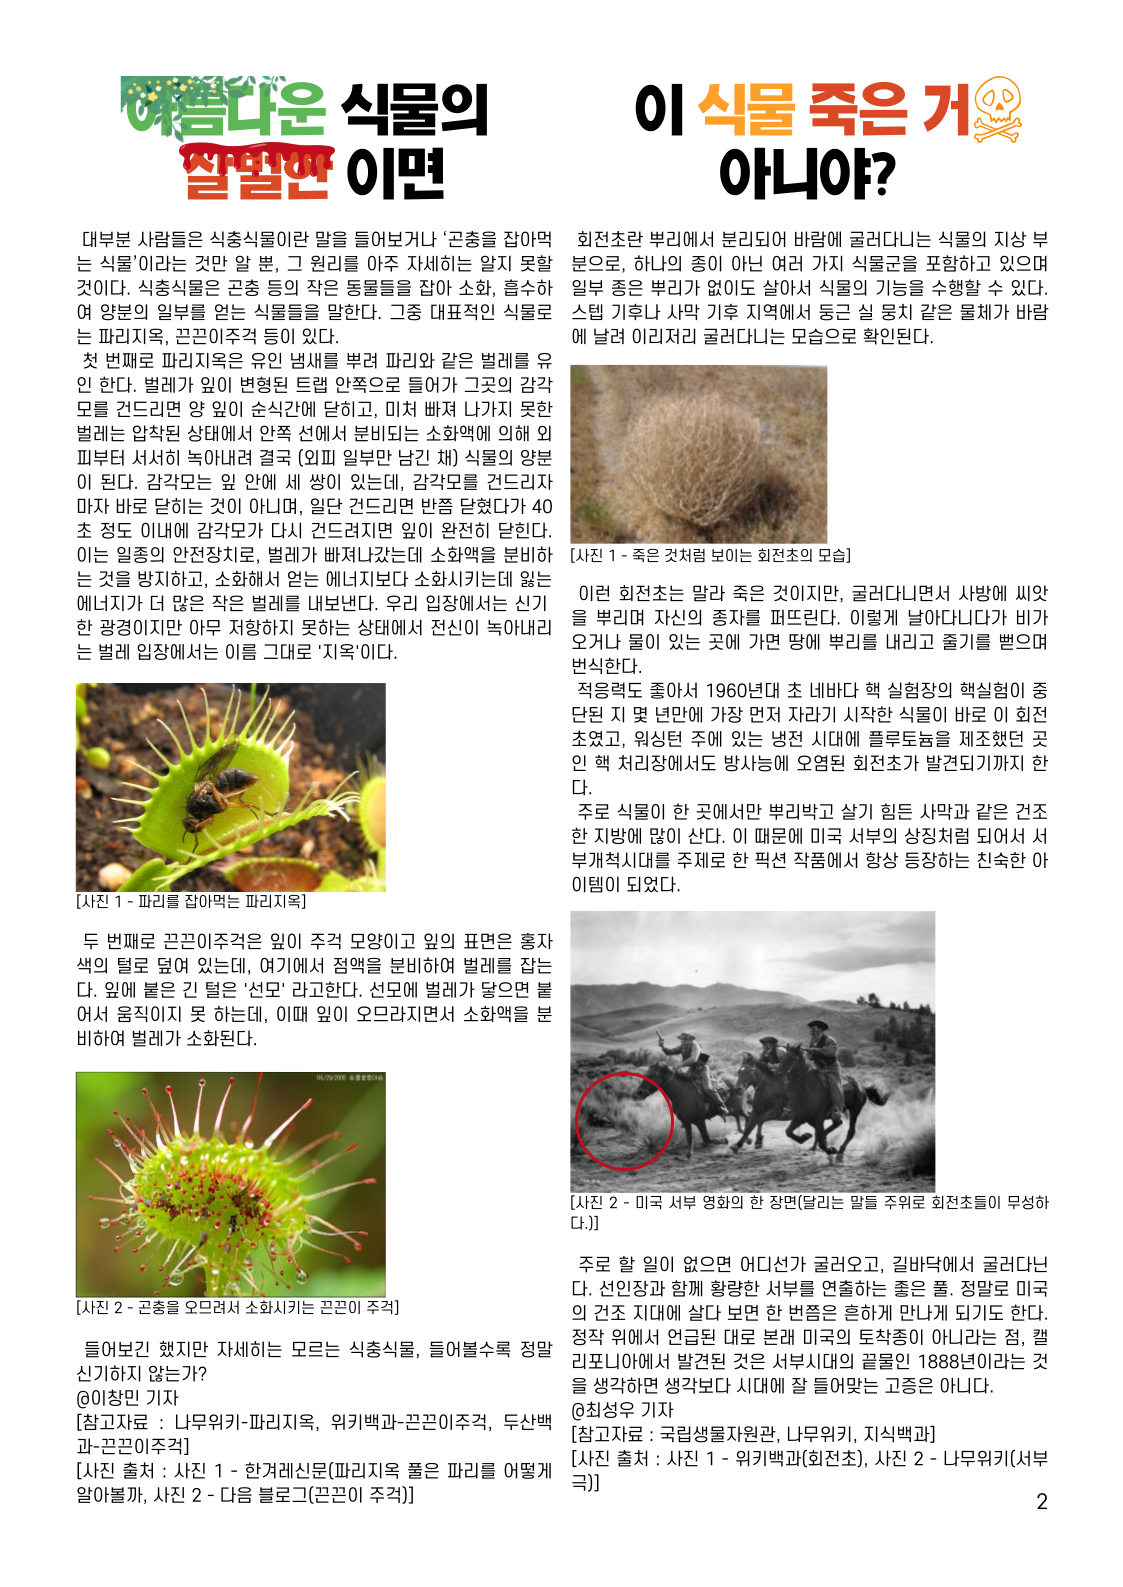 아름다운 식물의
살벌한 이면
대부분 사람들은 식충식물이란 말을 들어보거나 ‘곤충을 잡아먹
는 식물’이라는 것만 알 뿐, 그 원리를 아주 자세히는 알지 못할
것이다. 식충식물은 곤충 등의 작은 동물들을 잡아 소화, 흡수하
여 양분의 일부를 얻는 식물들을 말한다. 그중 대표적인 식물로
는 파리지옥, 끈끈이주걱 등이 있다.
첫 번째로 파리지옥은 유인 냄새를 뿌려 파리와 같은 벌레를 유
인 한다. 벌레가 잎이 변형된 트랩 안쪽으로 들어가 그곳의 감각
모를 건드리면 양 잎이 순식간에 닫히고, 미처 빠져 나가지 못한
벌레는 압착된 상태에서 안쪽 선에서 분비되는 소화액에 의해 외
피부터 서서히 녹아내려 결국 (외피 일부만 남긴 채) 식물의 양분
이 된다. 감각모는 잎 안에 세 쌍이 있는데, 감각모를 건드리자
마자 바로 닫히는 것이 아니며, 일단 건드리면 반쯤 닫혔다가 40
초 정도 이내에 감각모가 다시 건드려지면 잎이 완전히 닫힌다.
이는 일종의 안전장치로, 벌레가 빠져나갔는데 소화액을 분비하
는 것을 방지하고, 소화해서 얻는 에너지보다 소화시키는데 잃는
에너지가 더 많은 작은 벌레를 내보낸다. 우리 입장에서는 신기
한 광경이지만 아무 저항하지 못하는 상태에서 전신이 녹아내리
는 벌레 입장에서는 이름 그대로 '지옥'이다.
[사진 1 - 파리를 잡아먹는 파리지옥]
두 번째로 끈끈이주걱은 잎이 주걱 모양이고 잎의 표면은 홍자
색의 털로 덮여 있는데, 여기에서 점액을 분비하여 벌레를 잡는
다. 잎에 붙은 긴 털은 '선모' 라고한다. 선모에 벌레가 닿으면 붙
어서 움직이지 못 하는데, 이때 잎이 오므라지면서 소화액을 분
비하여 벌레가 소화된다.
[사진 2 - 곤충을 오므려서 소화시키는 끈끈이 주걱]
들어보긴 했지만 자세히는 모르는 식충식물, 들어볼수록 정말
신기하지 않는가?
@이창민 기자
[참고자료 : 나무위키-파리지옥, 위키백과-끈끈이주걱, 두산백
과-끈끈이주걱]
[사진 출처 : 사진 1 - 한겨레신문(파리지옥 풀은 파리를 어떻게
알아볼까, 사진 2 - 다음 블로그(끈끈이 주걱)]
이 식물 죽은 거
아니야?
회전초란 뿌리에서 분리되어 바람에 굴러다니는 식물의 지상 부
분으로, 하나의 종이 아닌 여러 가지 식물군을 포함하고 있으며
일부 종은 뿌리가 없이도 살아서 식물의 기능을 수행할 수 있다.
스텝 기후나 사막 기후 지역에서 둥근 실 뭉치 같은 물체가 바람
에 날려 이리저리 굴러다니는 모습으로 확인된다.
[사진 1 - 죽은 것처럼 보이는 회전초의 모습]
이런 회전초는 말라 죽은 것이지만, 굴러다니면서 사방에 씨앗
을 뿌리며 자신의 종자를 퍼뜨린다. 이렇게 날아다니다가 비가
오거나 물이 있는 곳에 가면 땅에 뿌리를 내리고 줄기를 뻗으며
번식한다.
적응력도 좋아서 1960년대 초 네바다 핵 실험장의 핵실험이 중
단된 지 몇 년만에 가장 먼저 자라기 시작한 식물이 바로 이 회전
초였고, 워싱턴 주에 있는 냉전 시대에 플루토늄을 제조했던 곳
인 핵 처리장에서도 방사능에 오염된 회전초가 발견되기까지 한
다.
주로 식물이 한 곳에서만 뿌리박고 살기 힘든 사막과 같은 건조
한 지방에 많이 산다. 이 때문에 미국 서부의 상징처럼 되어서 서
부개척시대를 주제로 한 픽션 작품에서 항상 등장하는 친숙한 아
이템이 되었다.
[사진 2 - 미국 서부 영화의 한 장면(달리는 말들 주위로 회전초들이 무성하
다.)]
주로 할 일이 없으면 어디선가 굴러오고, 길바닥에서 굴러다닌
다. 선인장과 함께 황량한 서부를 연출하는 좋은 풀. 정말로 미국
의 건조 지대에 살다 보면 한 번쯤은 흔하게 만나게 되기도 한다.
정작 위에서 언급된 대로 본래 미국의 토착종이 아니라는 점, 캘
리포니아에서 발견된 것은 서부시대의 끝물인 1888년이라는 것
을 생각하면 생각보다 시대에 잘 들어맞는 고증은 아니다.
@최성우 기자
[참고자료 : 국립생물자원관, 나무위키, 지식백과]
[사진 출처 : 사진 1 - 위키백과(회전초), 사진 2 - 나무위키(서부
극)]
2